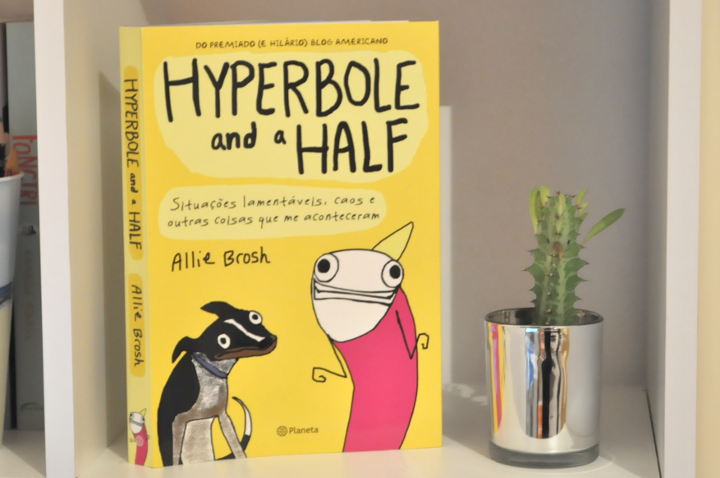 DO PREMIADO (E HILÁRIO) BLOG AMERICANO
HYPERBOLE
and a
HALF
Situações lamentáveis, caos e
outras coisas que me aconteceram
Allie Brosh
Planeta
HYPERBOLE and a HALF
Allie Brosh
FANGIRL